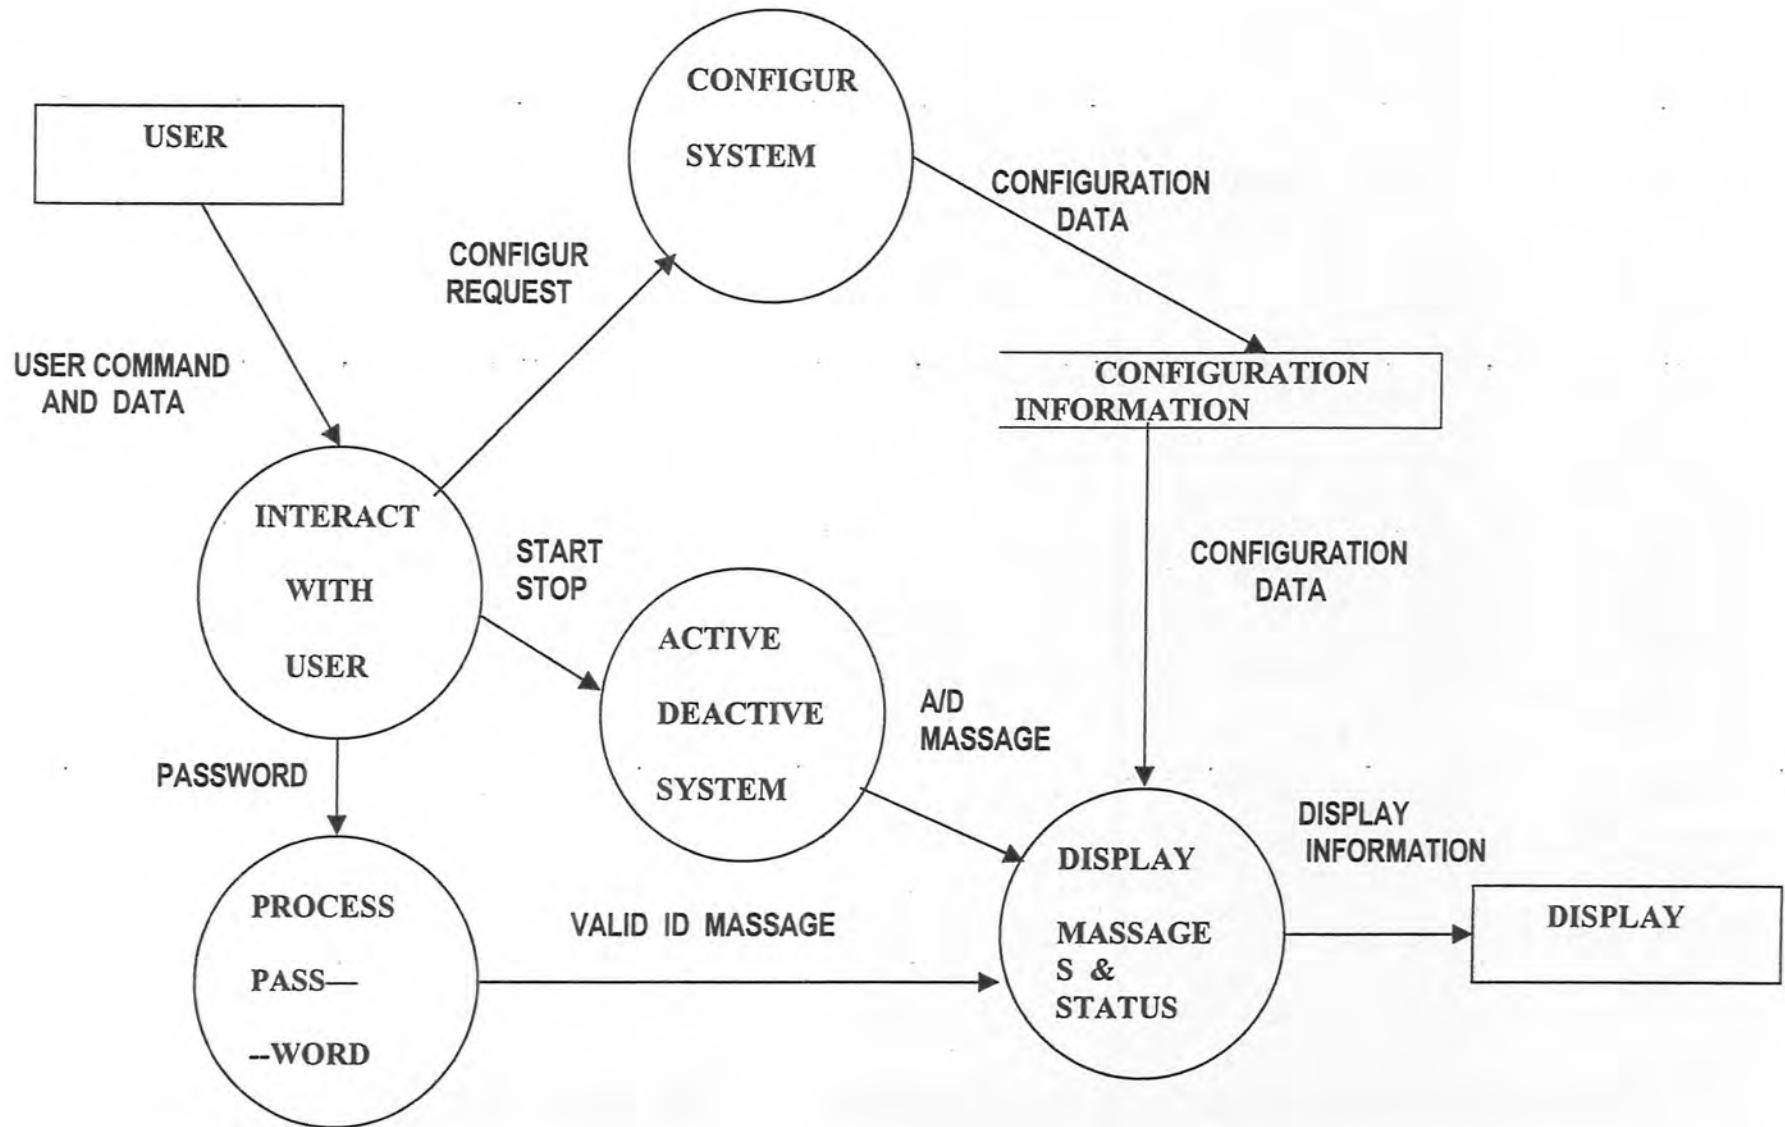 CONFIGUR
SYSTEM
USER
CONFIGURATION
DATA
CONFIGUR
REQUEST
USER COMMAND
AND DATA
CONFIGURATION
INFORMATION
INTERACT
WITH
USER
START
STOP
CONFIGURATION
DATA
ACTIVE
DEACTIVE
SYSTEM
A/D
MASSAGE
PASSWORD
DISPLAY
INFORMATION
PROCESS
PASS—
--WORD
VALID ID MASSAGE
DISPLAY
MASSAGE
S &
STATUS
DISPLAY